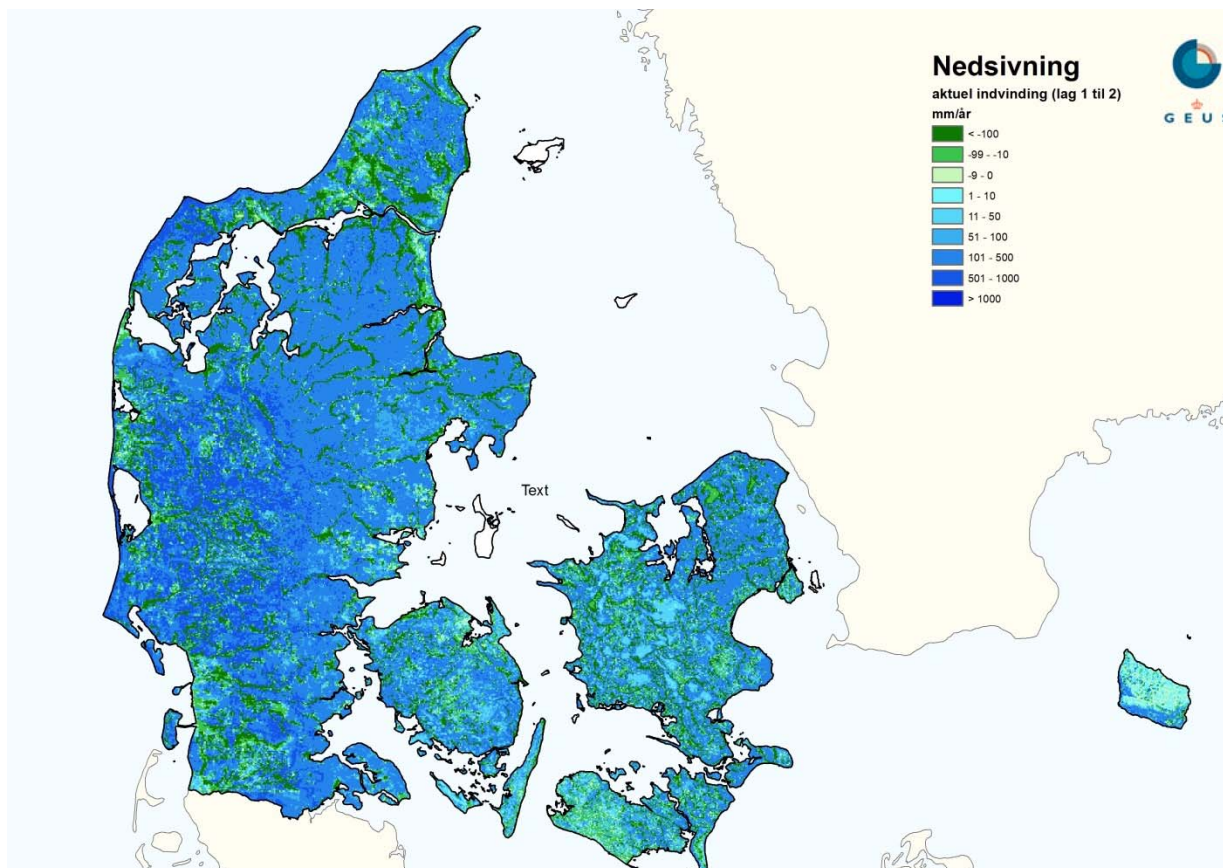 Nedsivning
aktuel indvinding (lag 1 til 2)
mm/år
< -100
-99 - -10
-9 - 0
1 - 10
11 - 50
51 - 100
101 - 500
501 - 1000
> 1000
G E U S
Text